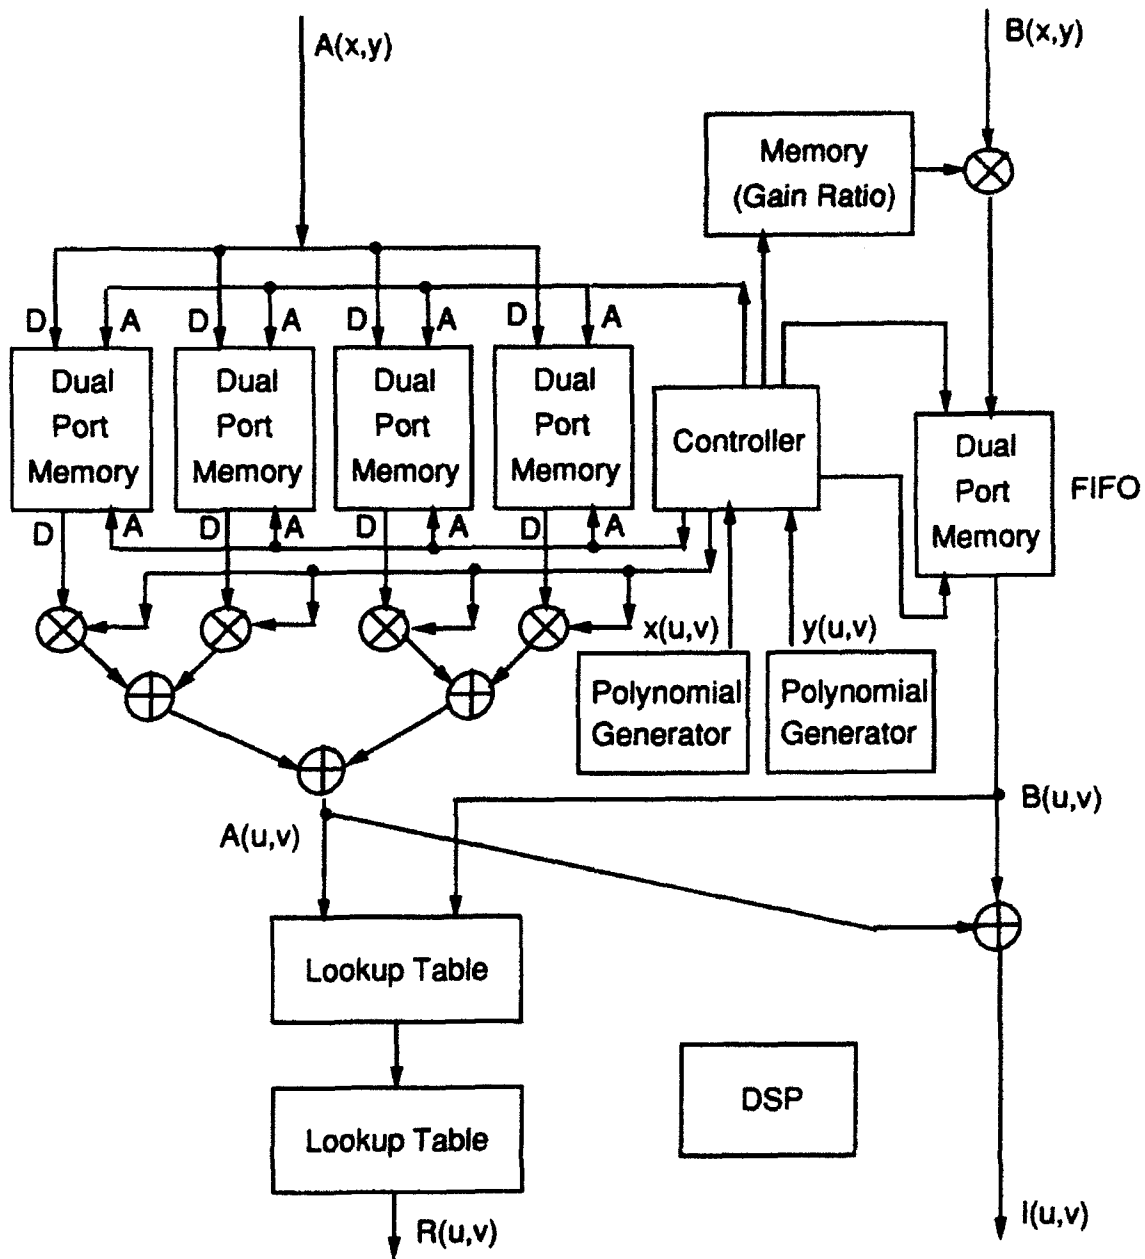 A(x,y)
B(x,y)
Memory
(Gain Ratio)
D A D A D A D A
Dual
Port
Memory
Dual
Port
Memory
Dual
Port
Memory
Dual
Port
Memory
Controller
Dual
Port
Memory
FIFO
D A D A D A D A
x(u,v)
y(u,v)
Polynomial
Generator
Polynomial
Generator
A(u,v)
B(u,v)
Lookup Table
DSP
Lookup Table
R(u,v)
I(u,v)